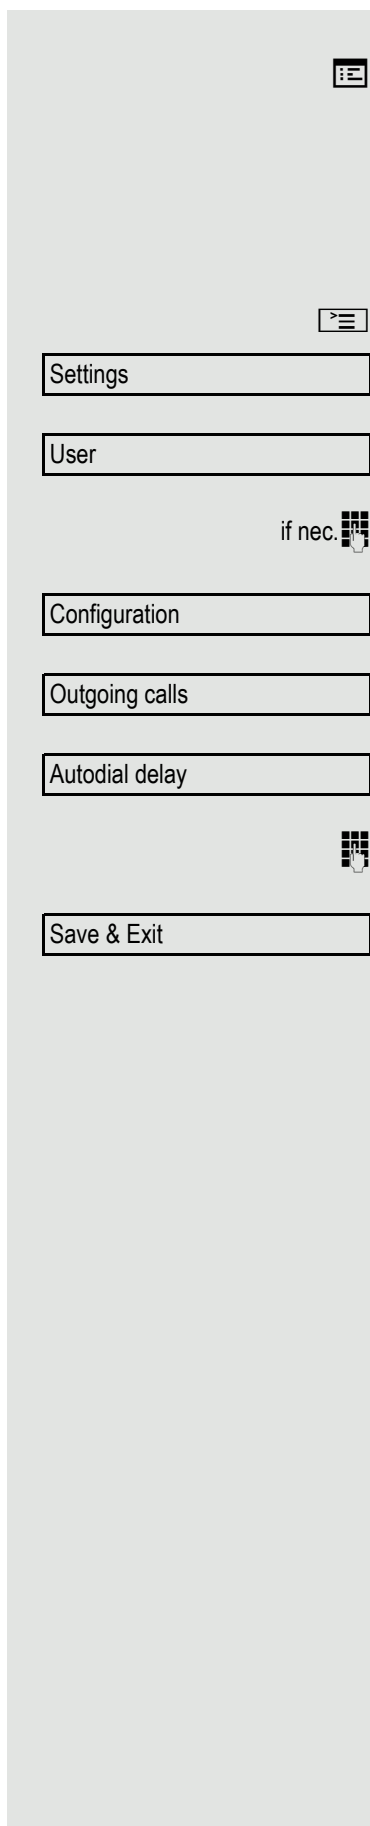 Settings
User
if nec.
Configuration
Outgoing calls
Autodial delay
Save & Exit